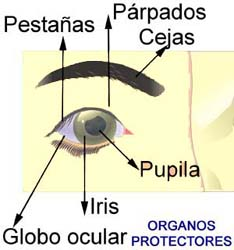 Párpados
Pestañas
Cejas
Pupila
Iris
Globo ocular
ORGANOS
PROTECTORES